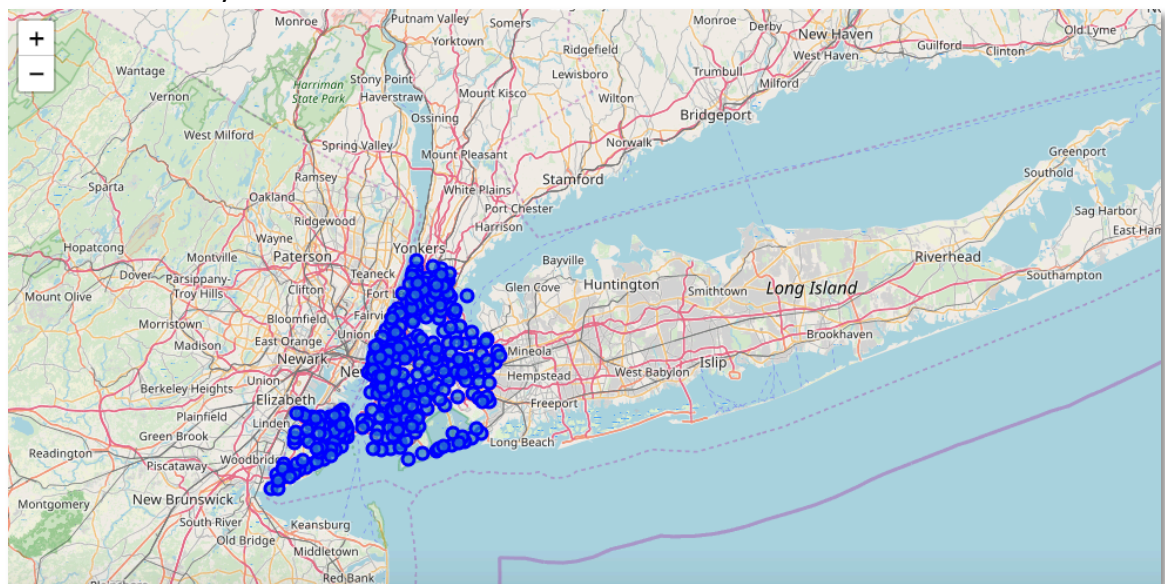 +
−
Monroe
Putnam Valley
Somers
Monroe
Derby
New Haven
Guilford
Clinton
Old Lyme
Yorktown
Ridgefield
West Haven
Wantage
Stony Point
Lewisboro
Trumbull
Milford
Vernon
Harriman
State Park
Haverstraw
Mount Kisco
Wilton
Ossining
Bridgeport
West Milford
Spring Valley
Norwalk
Mount Pleasant
Greenport
Ramsey
Stamford
Southold
Sparta
Oakland
White Plains
Ridgewood
Port Chester
Sag Harbor
Harrison
Wayne
Yonkers
East Ham
Hopatcong
Montville
Paterson
Bayville
Riverhead
Dover
Parsippany-
Troy Hills
Teaneck
Glen Cove
Huntington
Smithtown
Long Island
Southampton
Mount Olive
Clifton
Fort L
Morristown
Bloomfield
Fairvi
Brookhaven
Madison
East Orange
Union
Newark
Mineola
Islip
Berkeley Heights
Union
Ne
Hempstead
West Babylon
Elizabeth
Freeport
Plainfield
Linden
Green Brook
Long Beach
Readington
Piscataway
Woodbridg
Montgomery
New Brunswick
South River
Keansburg
Old Bridge
Middletown
Red Bank